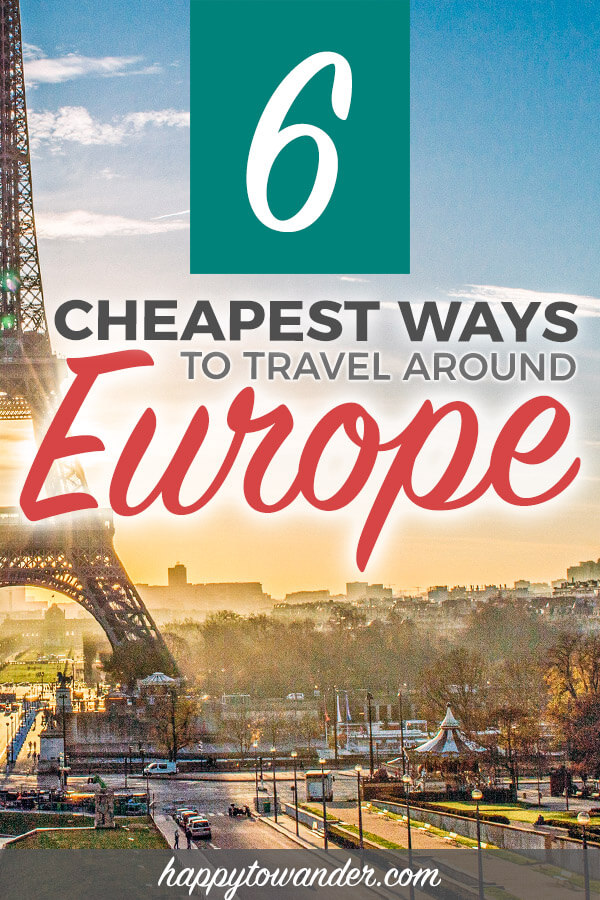 6
CHEAPEST WAYS
TO TRAVEL AROUND
Europe
happytowander.com